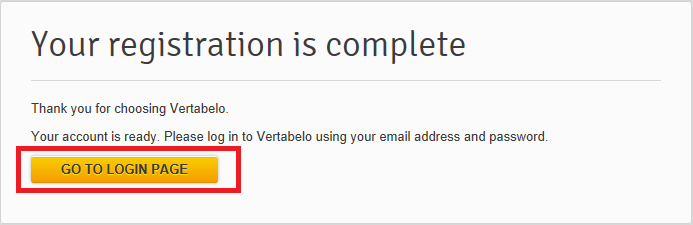 Your registration is complete
Thank you for choosing Vertabelo.
Your account is ready. Please log in to Vertabelo using your email address and password.
GO TO LOGIN PAGE